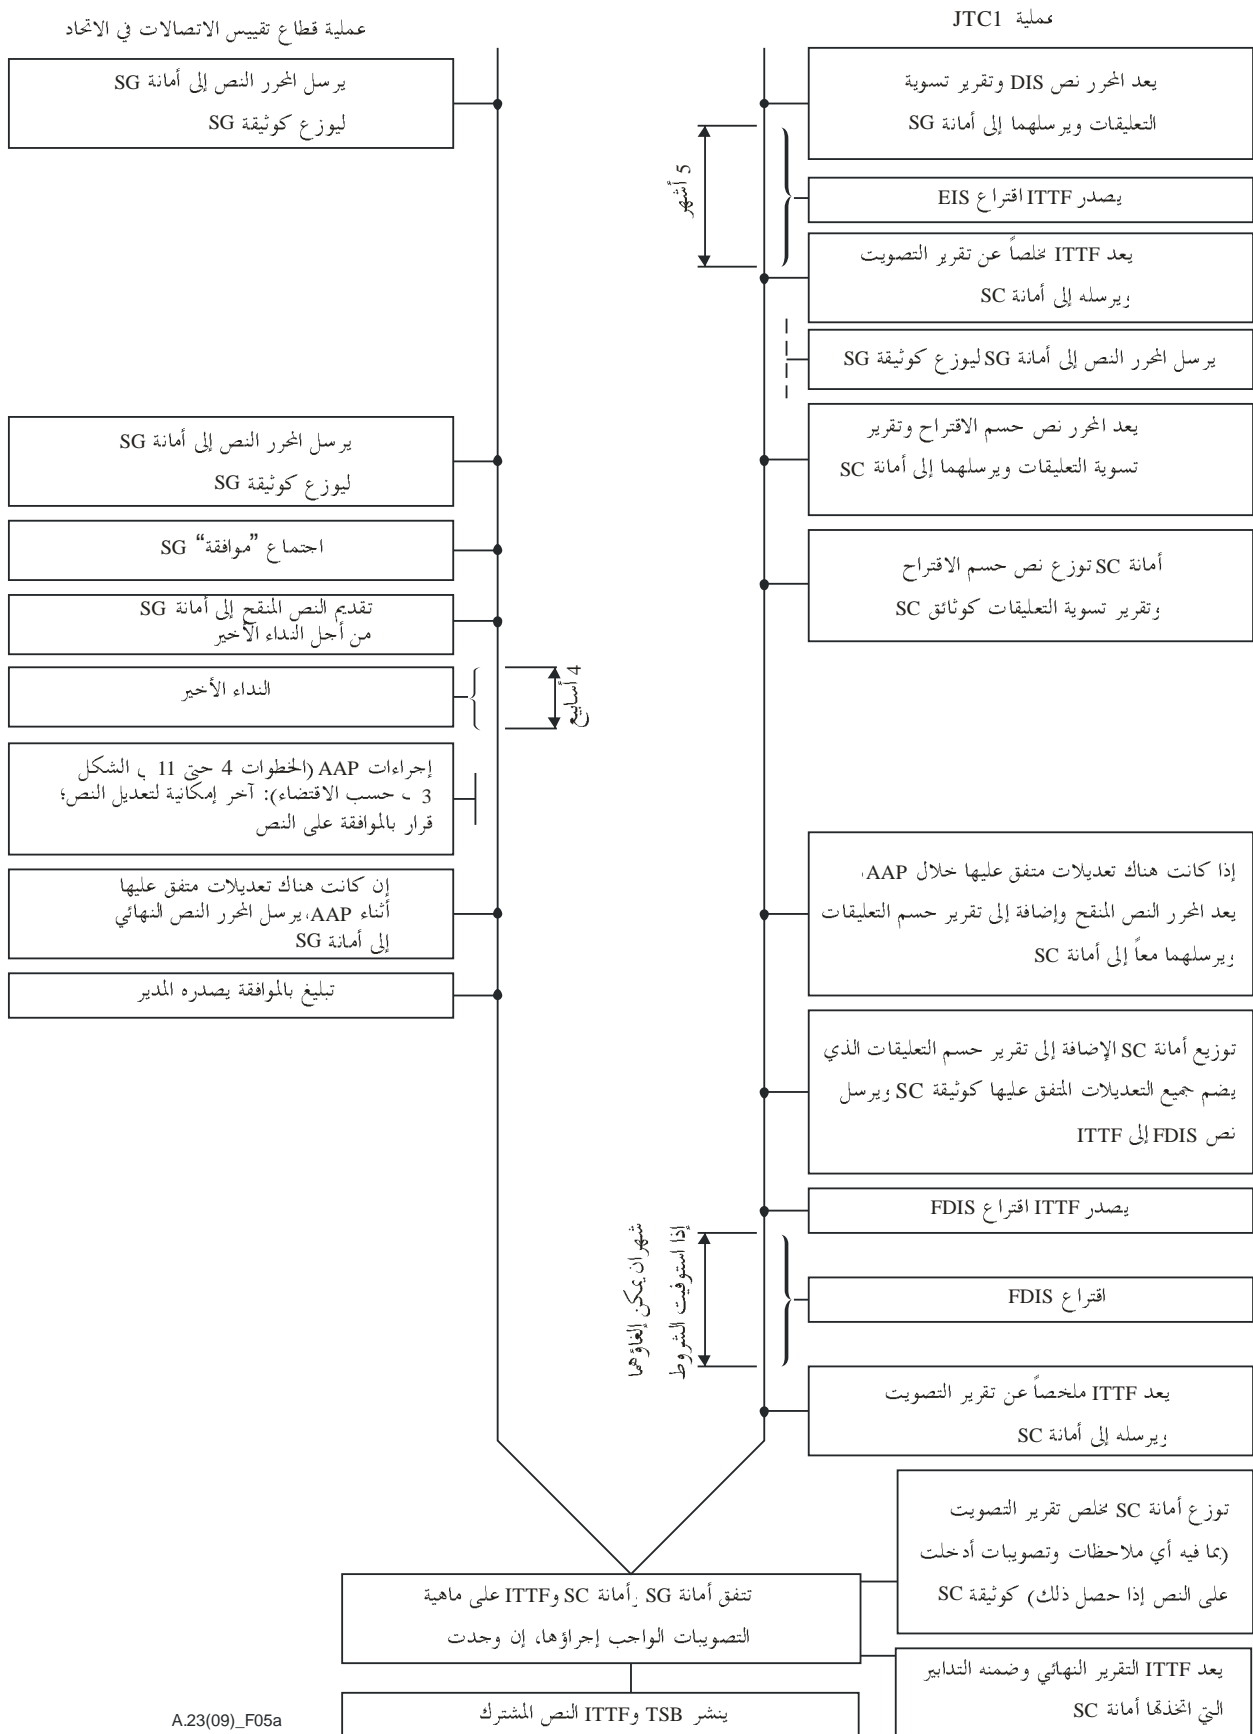 عملية JTC1
عملية قطاع تقييس الاتصالات في الاتحاد
يعد المحرر نص DIS وتقرير تسوية
التعليقات ويرسلهما إلى أمانة SG
يرسل المحرر النص إلى أمانة SG
ليوزع كوثيقة SG
5 أشهر
يصدر ITTF اقتراع EIS
يعد ITTF مخلصاً عن تقرير التصويت
ويرسله إلى أمانة SC
يرسل المحرر النص إلى أمانة SG ليوزع كوثيقة SG
يعد المحرر نص حسم الاقتراح وتقرير
تسوية التعليقات ويرسلهما إلى أمانة SC
يرسل المحرر النص إلى أمانة SG
ليوزع كوثيقة SG
اجتماع “موافقة“ SG
أمانة SC توزع نص حسم الاقتراح
وتقرير تسوية التعليقات كوثائق SC
تقديم النص المنقح إلى أمانة SG
من أجل النداء الأخير
النداء الأخير
4 أسابيع
إجراءات AAP (الخطوات 4 حتى 11 الشكل
3 حسب الاقتضاء): آخر إمكانية لتعديل النص؛
قرار بالموافقة على النص
إذا كانت هناك تعديلات متفق عليها خلال AAP،
يعد المحرر النص المنقح وإضافة إلى تقرير حسم التعليقات
ويرسلهما معاً إلى أمانة SC
إن كانت هناك تعديلات متفق عليها
أثناء AAP، يرسل المحرر النص النهائي
إلى أمانة SG
تبليغ بالموافقة يصدره المدير
توزيع أمانة SC الإضافة إلى تقرير حسم التعليقات الذي
يضم جميع التعديلات المتفق عليها كوثيقة SC ويرسل
نص FDIS إلى ITTF
يصدر ITTF اقتراع FDIS
شهران يمكن إلغاؤهما
إذا استوفيت الشروط
اقتراع FDIS
يعد ITTF ملخصاً عن تقرير التصويت
ويرسله إلى أمانة SC
توزع أمانة SC مخلص تقرير التصويت
(بما فيه أي ملاحظات وتصويبات أدخلت
على النص إذا حصل ذلك) كوثيقة SC
تتفق أمانة SG وأمانة SC وITTF على ماهية
التصويبات الواجب إجراؤها، إن وجدت
يعد ITTF التقرير النهائي وضمنه التدابير
التي اتخذتها أمانة SC
ينشر TSB وITTF النص المشترك
A.23(09)_F05a